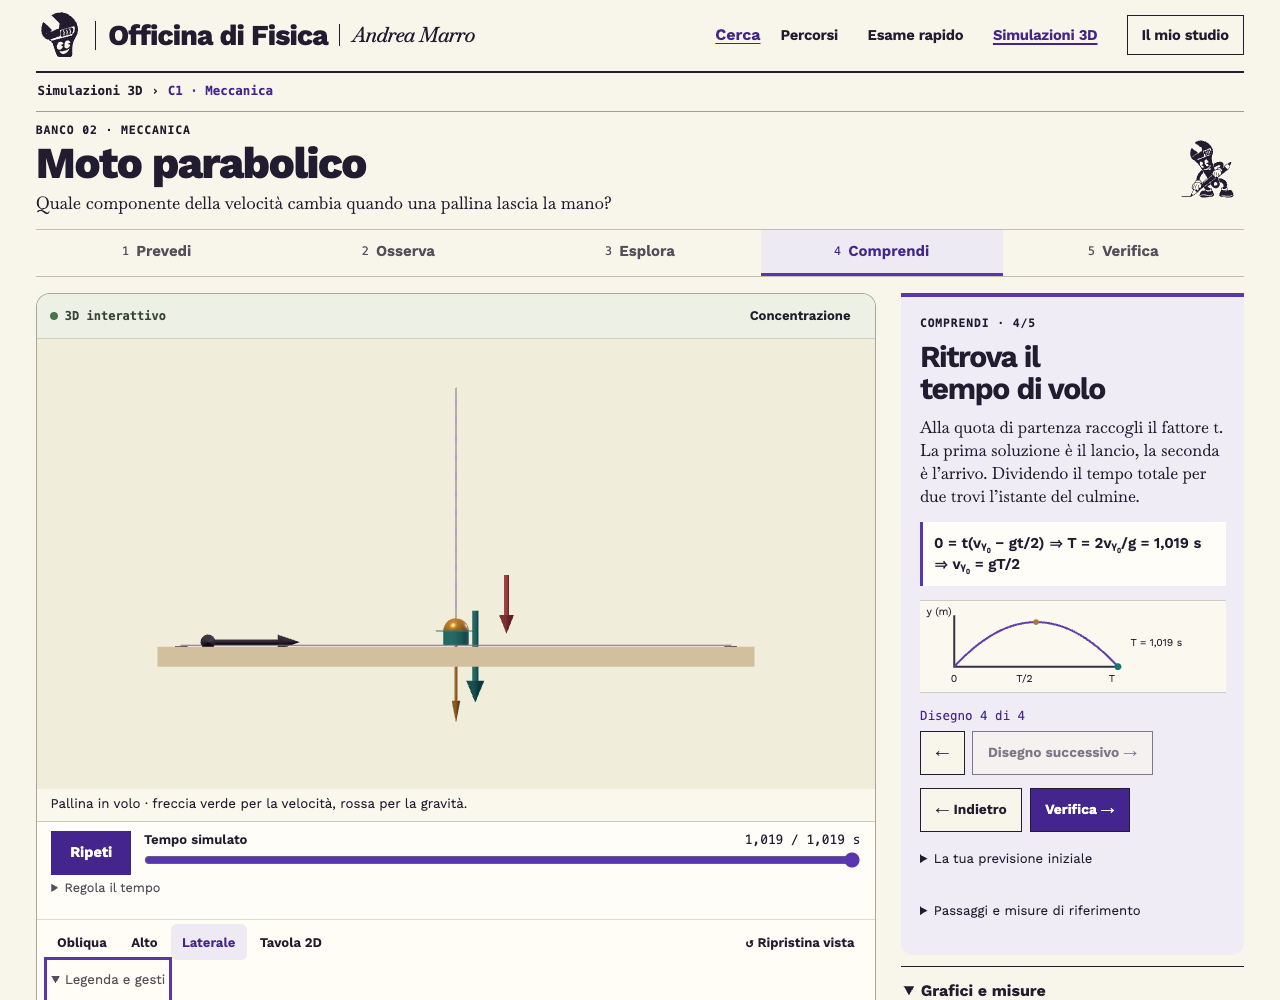 Officina di Fisica
Andrea Marro
Cerca
Percorsi
Esame rapido
Simulazioni 3D
Il mio studio
Simulazioni 3D › C1 · Meccanica
BANCO 02 · MECCANICA
Moto parabolico
Quale componente della velocità cambia quando una pallina lascia la mano?
1 Prevedi
2 Osserva
3 Esplora
4 Comprendi
5 Verifica
3D interattivo
Concentrazione
Pallina in volo · freccia verde per la velocità, rossa per la gravità.
Ripeti
Tempo simulato
1,019 / 1,019 s
▶ Regola il tempo
Obliqua
Alto
Laterale
Tavola 2D
↺ Ripristina vista
▼ Legenda e gesti
COMPRENDI · 4/5
Ritrova il
tempo di volo
Alla quota di partenza raccogli il fattore t.
La prima soluzione è il lancio, la seconda
è l’arrivo. Dividendo il tempo totale per
due trovi l’istante del culmine.
0 = t(vy₀ − gt/2) ⇒ T = 2vy₀/g = 1,019 s
⇒ vy₀ = gT/2
y (m)
T = 1,019 s
0
T/2
T
Disegno 4 di 4
←
Disegno successivo →
← Indietro
Verifica →
▶ La tua previsione iniziale
▶ Passaggi e misure di riferimento
▼ Grafici e misure